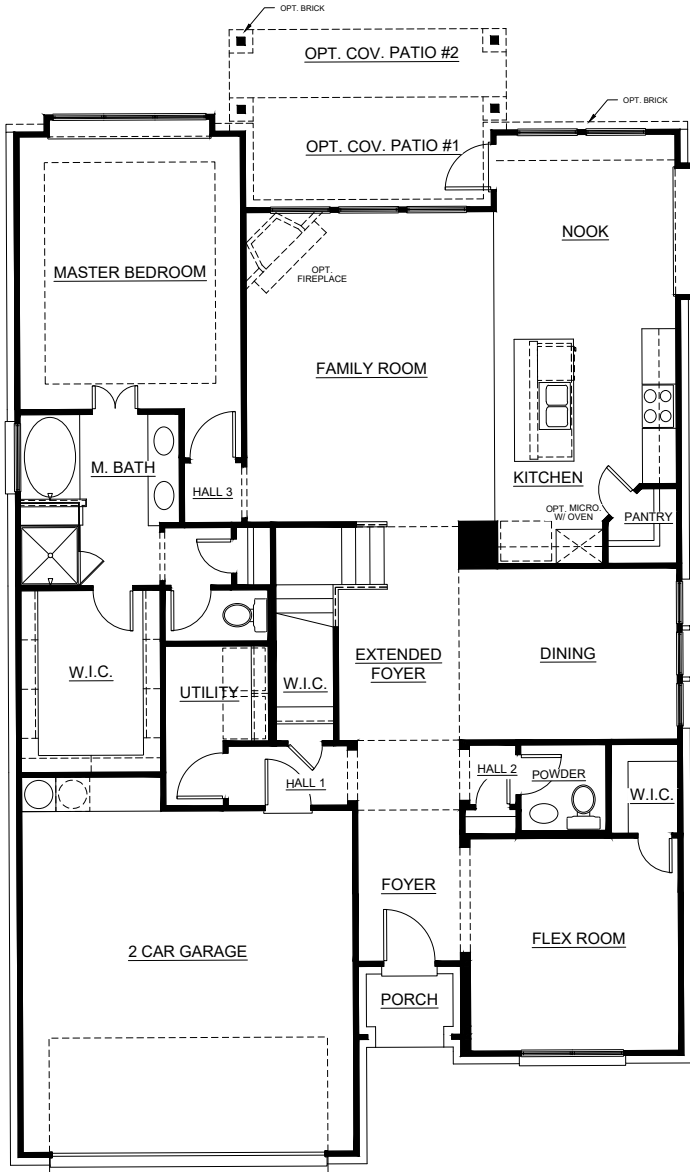 OPT. BRICK
OPT. COV. PATIO #2
OPT. BRICK
OPT. COV. PATIO #1
NOOK
MASTER BEDROOM
OPT.
FIREPLACE
FAMILY ROOM
M. BATH
KITCHEN
HALL 3
OPT. MICRO.
W/ OVEN
PANTRY
EXTENDED
FOYER
DINING
W.I.C.
UTILITY
W.I.C.
HALL 1
HALL 2
POWDER
W.I.C.
FOYER
FLEX ROOM
2 CAR GARAGE
PORCH